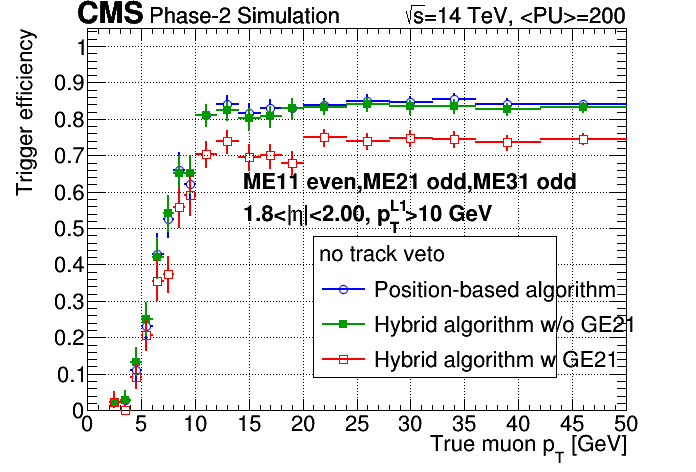 CMS Phase-2 Simulation √s=14 TeV, <PU>=200
Trigger efficiency
1
0.9
0.8
0.7
0.6
0.5
0.4
0.3
0.2
0.1
0
ME11 even,ME21 odd,ME31 odd
1.8<|η|<2.00, p_T^L1>10 GeV
no track veto
Position-based algorithm
Hybrid algorithm w/o GE21
Hybrid algorithm w GE21
0 5 10 15 20 25 30 35 40 45 50
True muon p_T [GeV]